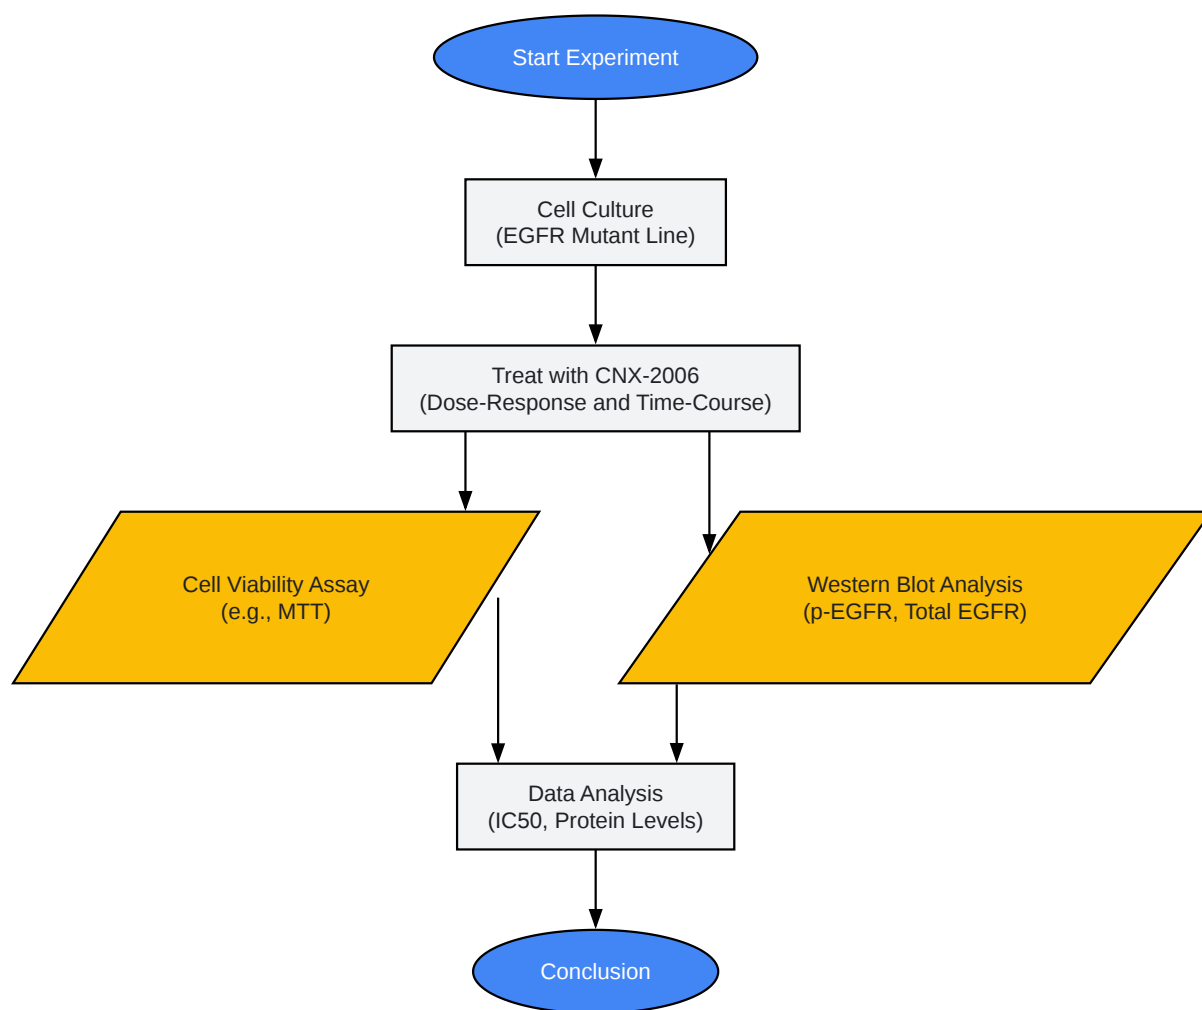 Start Experiment
Cell Culture
(EGFR Mutant Line)
Treat with CNX-2006
(Dose-Response and Time-Course)
Cell Viability Assay
(e.g., MTT)
Western Blot Analysis
(p-EGFR, Total EGFR)
Data Analysis
(IC50, Protein Levels)
Conclusion